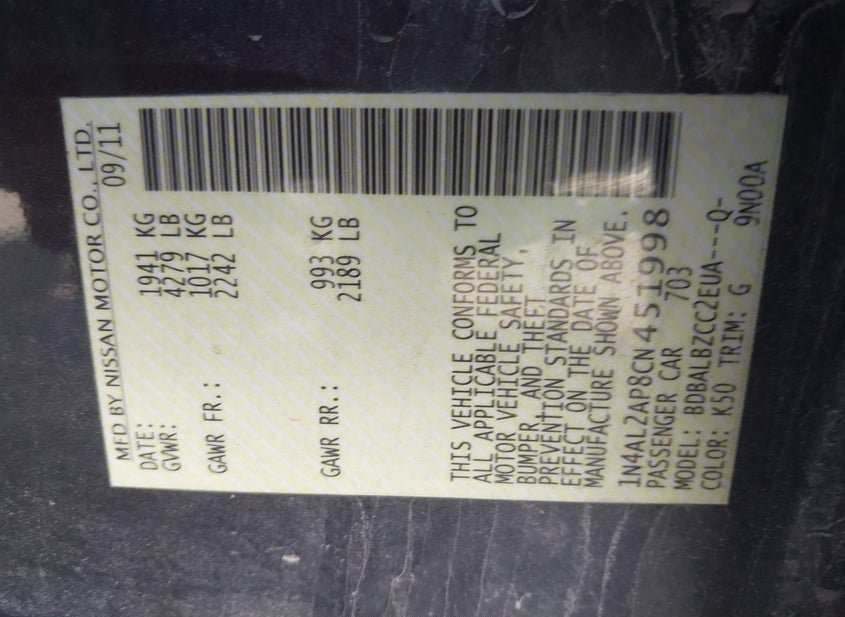 MFD BY NISSAN MOTOR CO., LTD.
DATE: 09/11
GVWR: 1941 KG
4279 LB
GAWR FR.: 1017 KG
2242 LB
GAWR RR.: 993 KG
2189 LB
THIS VEHICLE CONFORMS TO
ALL APPLICABLE FEDERAL
MOTOR VEHICLE SAFETY,
BUMPER, AND THEFT
PREVENTION STANDARDS IN
EFFECT ON THE DATE OF
MANUFACTURE SHOWN ABOVE.
1N4AL2AP8CN451998
PASSENGER CAR 703
MODEL: BDBALBZCC2EUA---Q-
COLOR: K50 TRIM: G 9N00A